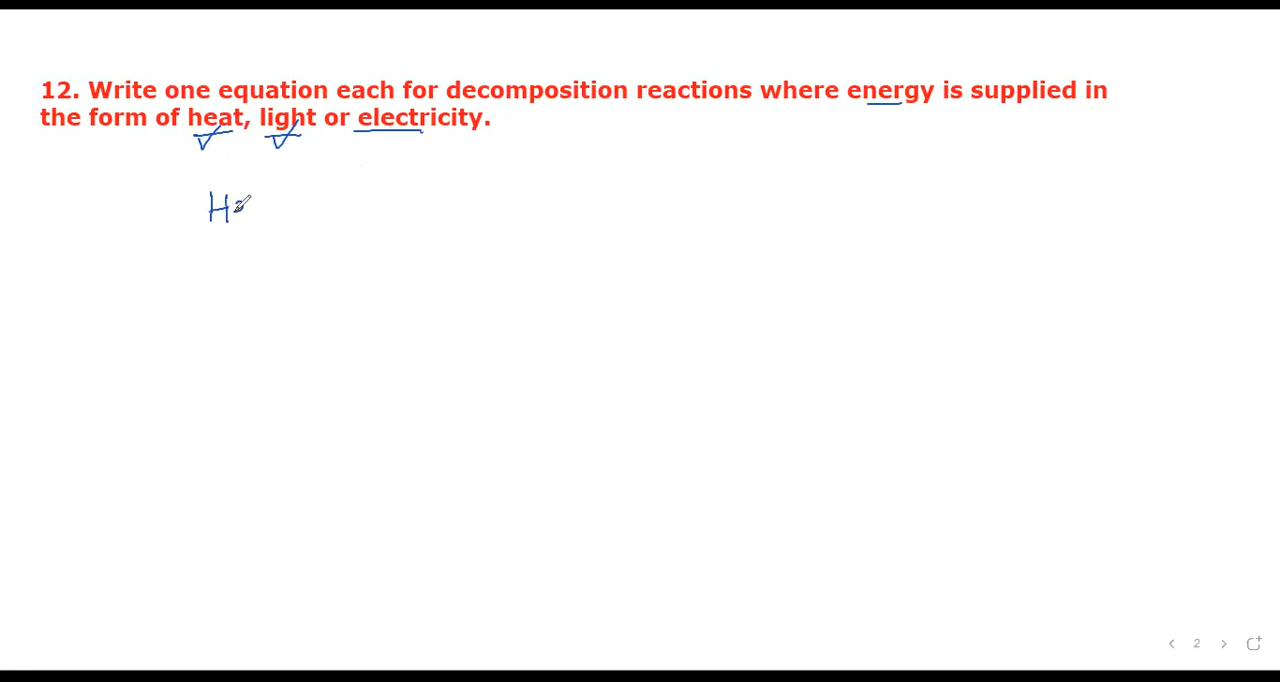 12. Write one equation each for decomposition reactions where energy is supplied in
the form of heat, light or electricity.
H
2